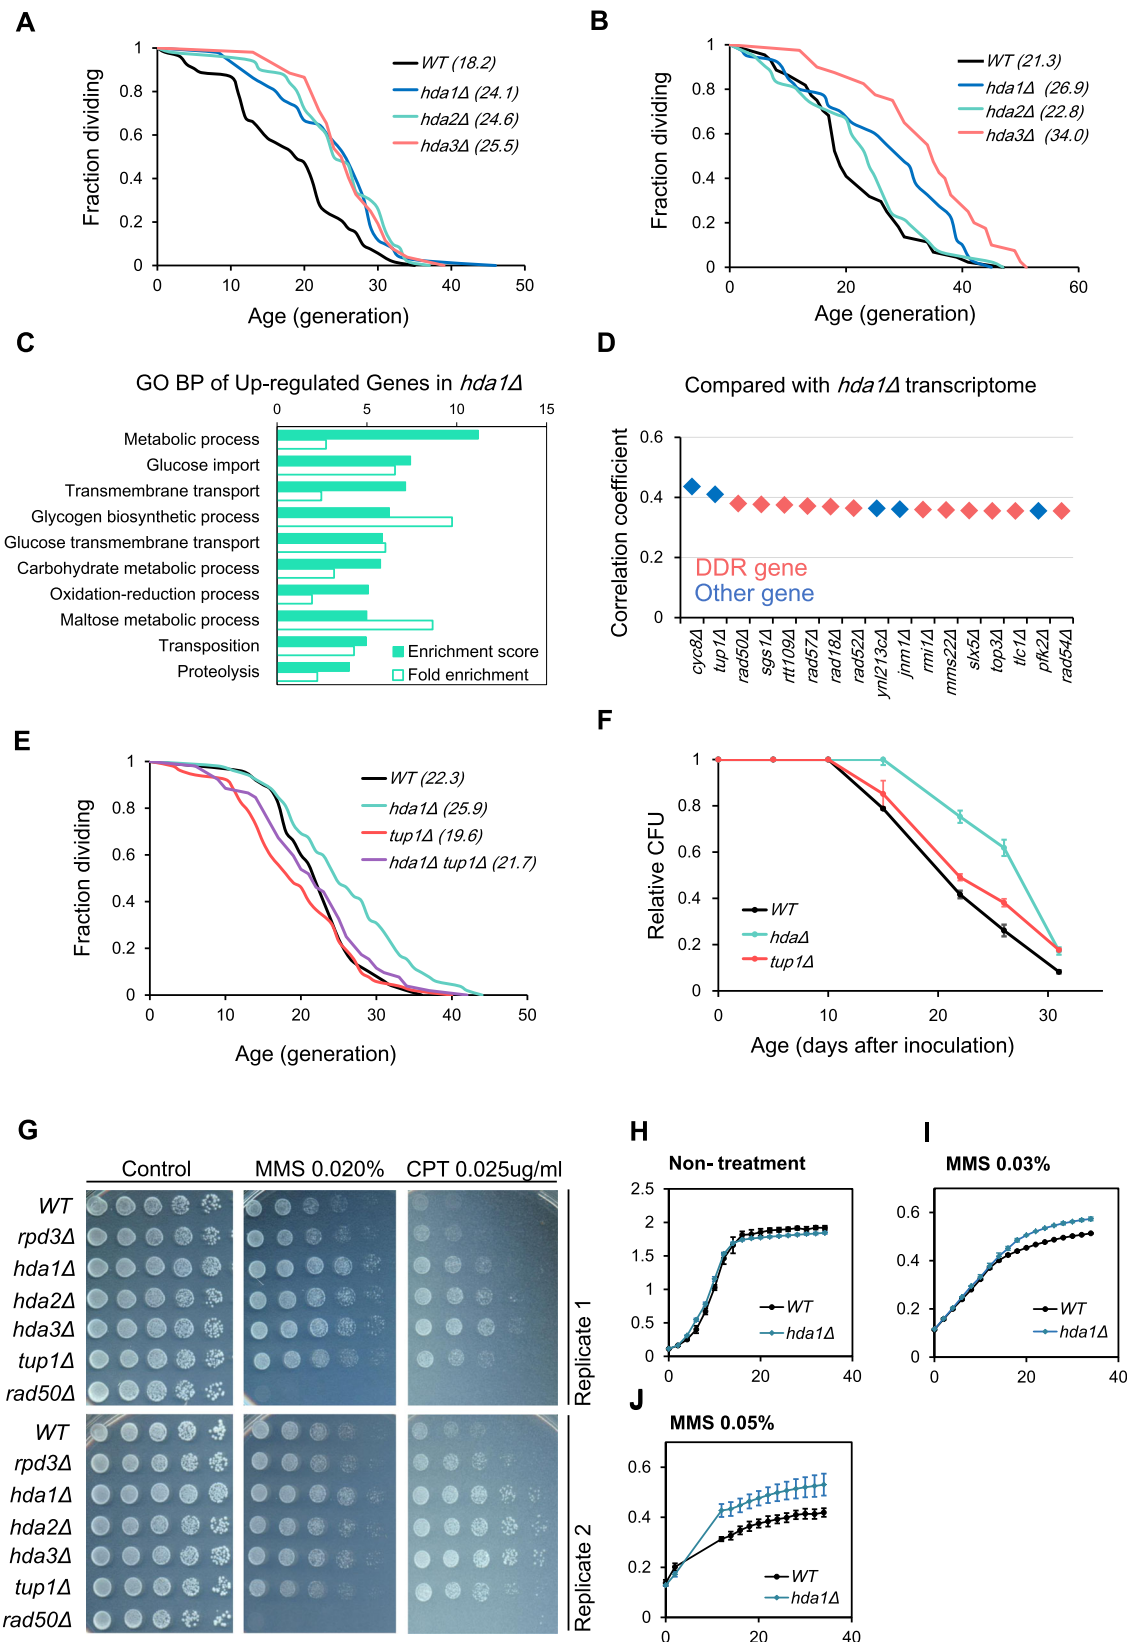 A
1
0.8
0.6
0.4
0.2
0
0
10
20
30
40
50
Fraction dividing
Age (generation)
WT (18.2)
hda1Δ (24.1)
hda2Δ (24.6)
hda3Δ (25.5)
B
1
0.8
0.6
0.4
0.2
0
0
20
40
60
Fraction dividing
Age (generation)
WT (21.3)
hda1Δ (26.9)
hda2Δ (22.8)
hda3Δ (34.0)
C
GO BP of Up-regulated Genes in hda1Δ
0
5
10
15
Metabolic process
Glucose import
Transmembrane transport
Glycogen biosynthetic process
Glucose transmembrane transport
Carbohydrate metabolic process
Oxidation-reduction process
Maltose metabolic process
Transposition
Proteolysis
Enrichment score
Fold enrichment
D
Compared with hda1Δ transcriptome
Correlation coefficient
0.6
0.4
0.2
0
DDR gene
Other gene
cyc8Δ
tup1Δ
rad50Δ
sgs1Δ
rtt109Δ
rad57Δ
rad18Δ
rad52Δ
ynl213cΔ
jnm1Δ
rmi1Δ
mms22Δ
slx5Δ
top3Δ
tlc1Δ
pfk2Δ
rad54Δ
E
1
0.8
0.6
0.4
0.2
0
0
10
20
30
40
50
Fraction dividing
Age (generation)
WT (22.3)
hda1Δ (25.9)
tup1Δ (19.6)
hda1Δ tup1Δ (21.7)
F
1
0.8
0.6
0.4
0.2
0
0
10
20
30
Relative CFU
Age (days after inoculation)
WT
hdaΔ
tup1Δ
G
Control
MMS 0.020%
CPT 0.025ug/ml
WT
rpd3Δ
hda1Δ
hda2Δ
hda3Δ
tup1Δ
rad50Δ
Replicate 1
WT
rpd3Δ
hda1Δ
hda2Δ
hda3Δ
tup1Δ
rad50Δ
Replicate 2
H
Non- treatment
2.5
2
1.5
1
0.5
0
0
20
40
WT
hda1Δ
I
MMS 0.03%
0.6
0.4
0.2
0
0
20
40
WT
hda1Δ
J
MMS 0.05%
0.6
0.4
0.2
0
0
20
40
WT
hda1Δ